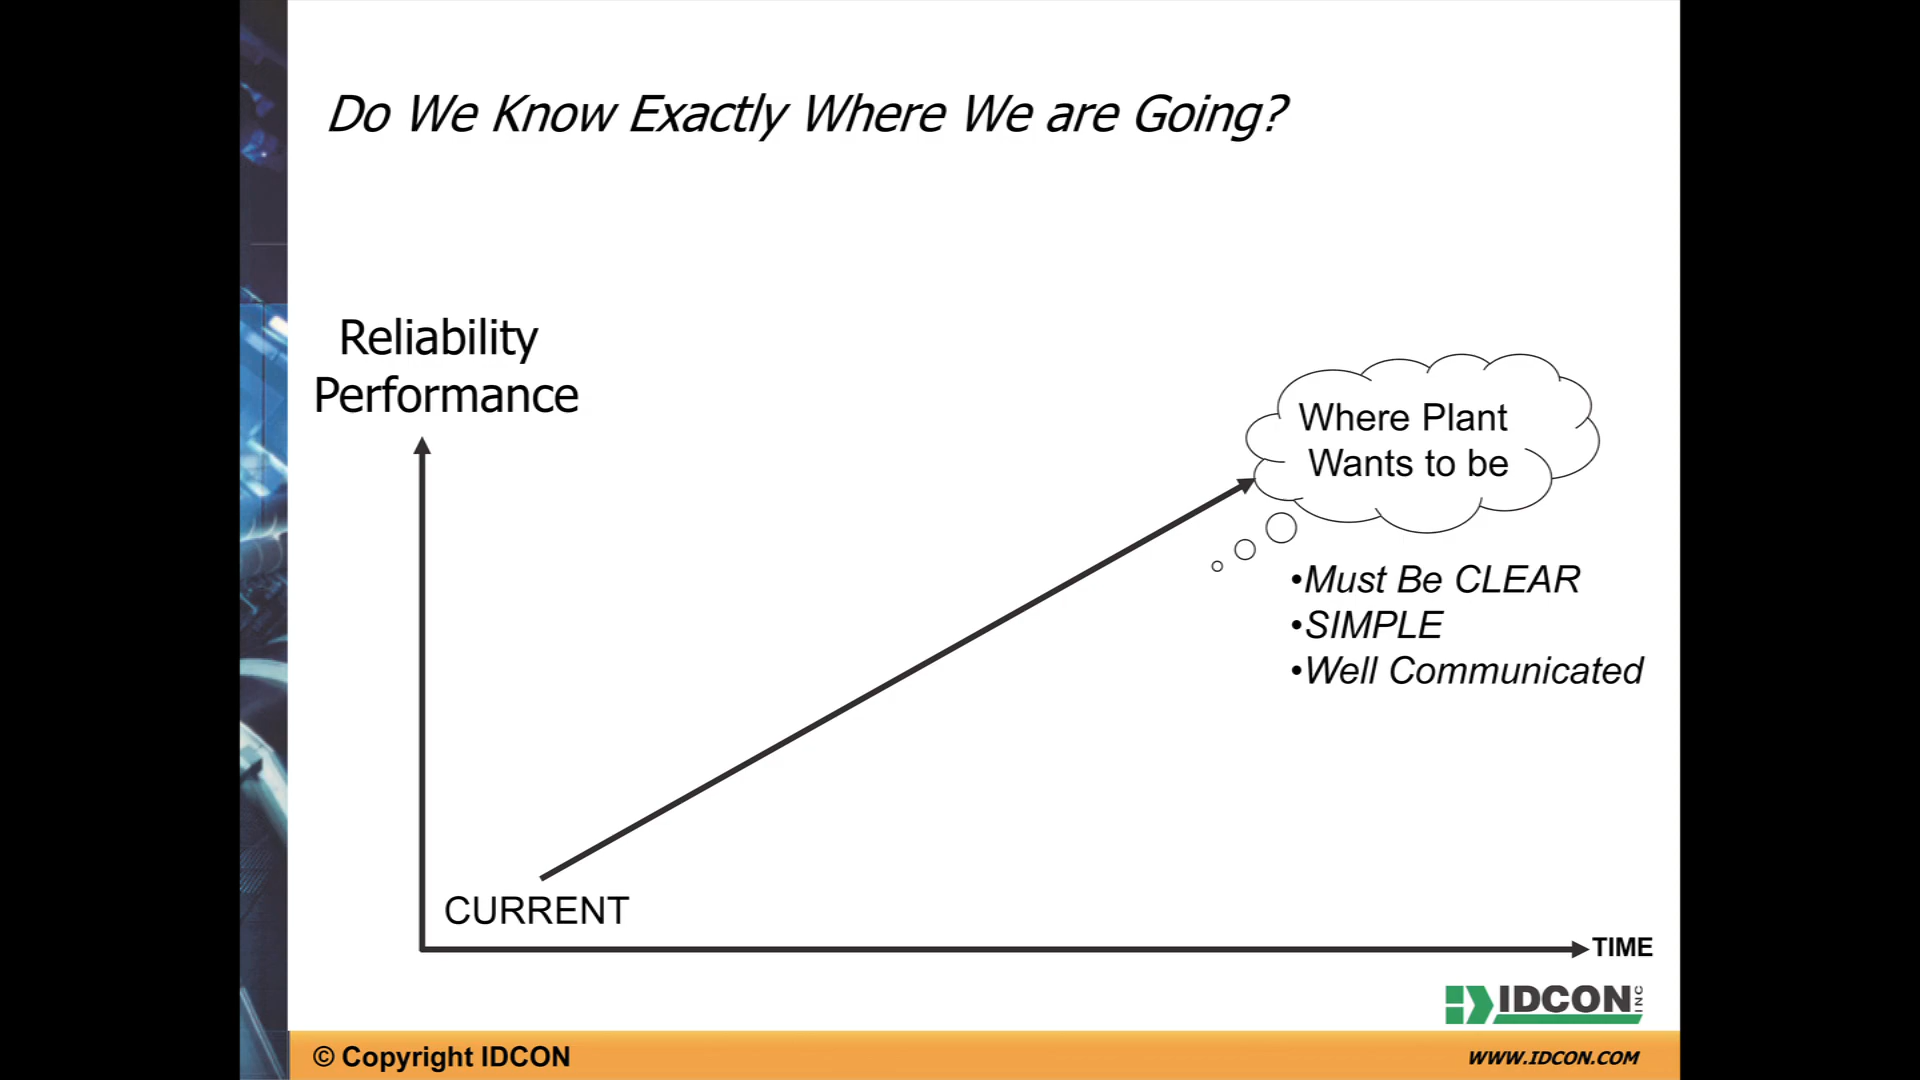 Do We Know Exactly Where We are Going?
Reliability
Performance
Where Plant
Wants to be
•Must Be CLEAR
•SIMPLE
•Well Communicated
CURRENT
TIME
IDCON INC
© Copyright IDCON
WWW.IDCON.COM